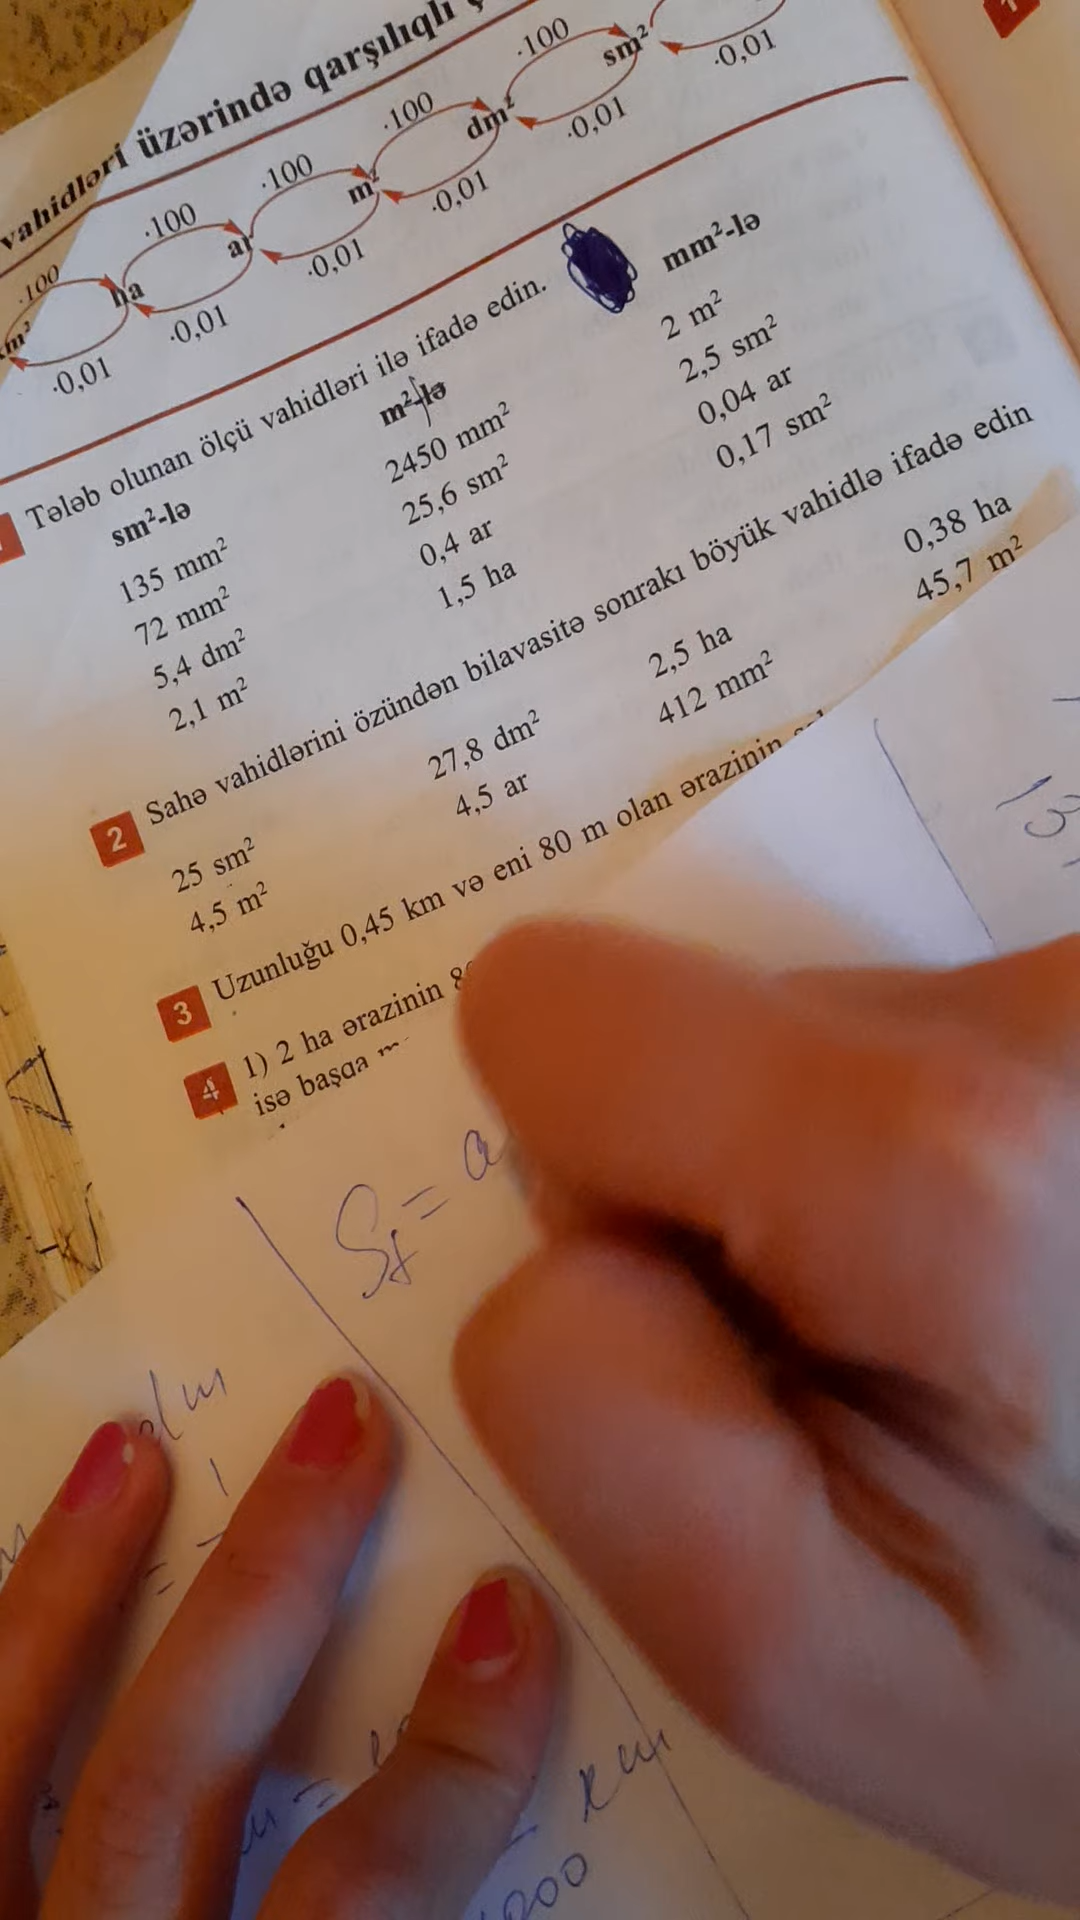 vahidləri üzərində qarşılıqlı
·100 ·100 ·100 ·100 ·100
ha ar m² dm² sm²
·0,01 ·0,01 ·0,01 ·0,01 ·0,01 ·0,01
Tələb olunan ölçü vahidləri ilə ifadə edin.
sm²-lə m²-lə mm²-lə
135 mm² 2450 mm² 2 m²
72 mm² 25,6 sm² 2,5 sm²
5,4 dm² 0,4 ar 0,04 ar
2,1 m² 1,5 ha 0,17 sm²
2 Sahə vahidlərini özündən bilavasitə sonrakı böyük vahidlə ifadə edin
25 sm² 27,8 dm² 2,5 ha 0,38 ha
4,5 m² 4,5 ar 412 mm² 45,7 m²
3 Uzunluğu 0,45 km və eni 80 m olan ərazinin
4 1) 2 ha ərazinin
isə başqa
S = a
dm
= 1
km